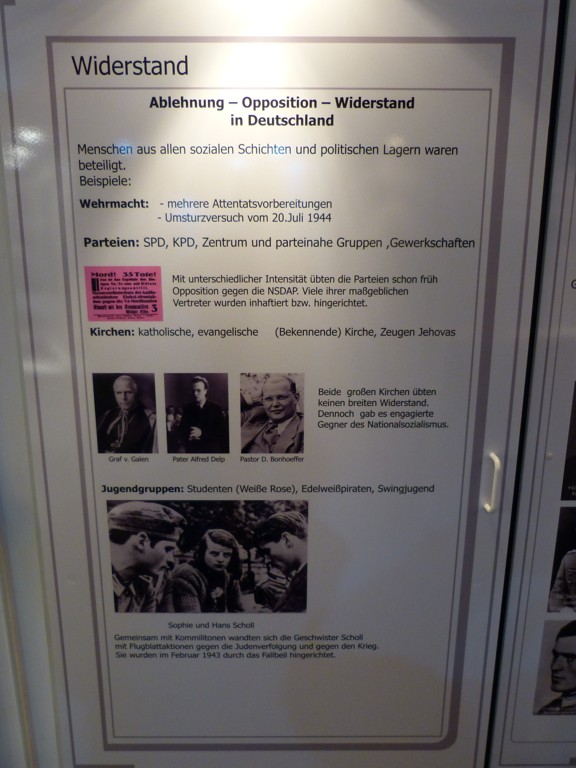 Widerstand
Ablehnung – Opposition – Widerstand
in Deutschland
Menschen aus allen sozialen Schichten und politischen Lagern waren
beteiligt.
Beispiele:
Wehrmacht: - mehrere Attentatsvorbereitungen
- Umsturzversuch vom 20.Juli 1944
Parteien: SPD, KPD, Zentrum und parteinahe Gruppen ,Gewerkschaften
Mord! 35 Tote!
Mit unterschiedlicher Intensität übten die Parteien schon früh
Opposition gegen die NSDAP. Viele ihrer maßgeblichen
Vertreter wurden inhaftiert bzw. hingerichtet.
Kirchen: katholische, evangelische (Bekennende) Kirche, Zeugen Jehovas
Beide großen Kirchen übten
keinen breiten Widerstand.
Dennoch gab es engagierte
Gegner des Nationalsozialismus.
Graf v. Galen
Pater Alfred Delp
Pastor D. Bonhoeffer
Jugendgruppen: Studenten (Weiße Rose), Edelweißpiraten, Swingjugend
Sophie und Hans Scholl
Gemeinsam mit Kommilitonen wandten sich die Geschwister Scholl
mit Flugblattaktionen gegen die Judenverfolgung und gegen den Krieg.
Sie wurden im Februar 1943 durch das Fallbeil hingerichtet.